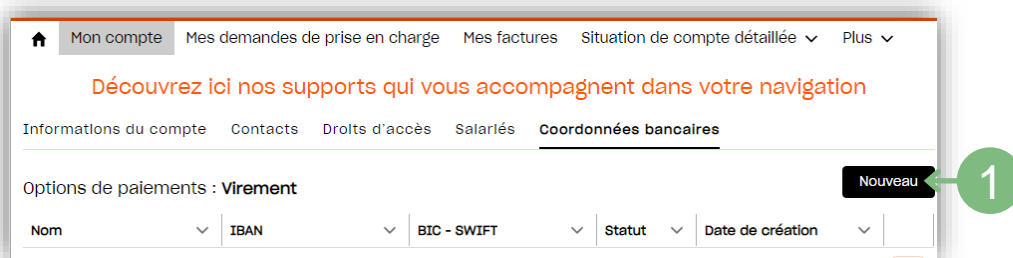 Mon compte Mes demandes de prise en charge Mes factures Situation de compte détaillée Plus
Découvrez ici nos supports qui vous accompagnent dans votre navigation
Informations du compte Contacts Droits d'accès Salariés Coordonnées bancaires
Options de paiements : Virement Nouveau 1
Nom IBAN BIC - SWIFT Statut Date de création